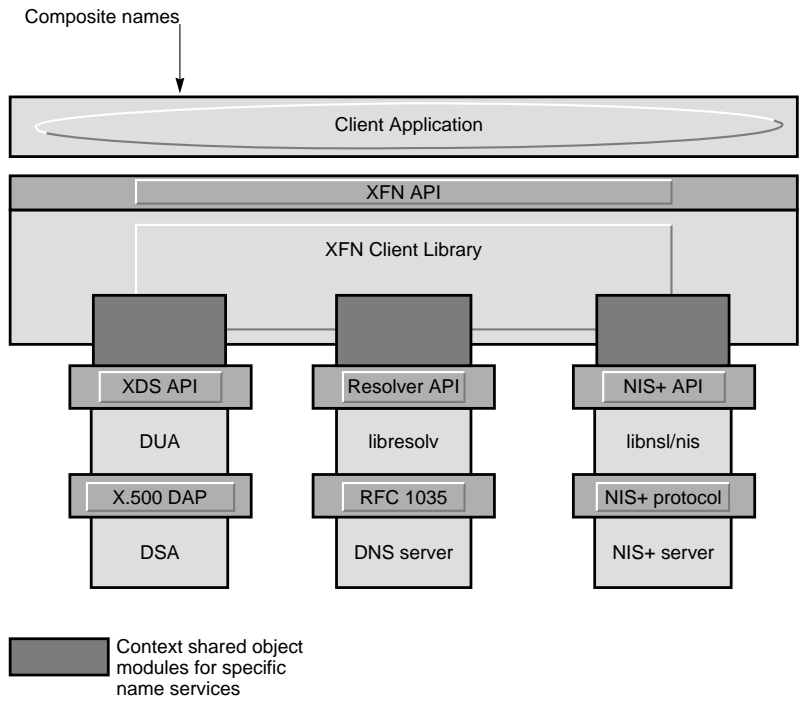 Composite names
Client Application
XFN API
XFN Client Library
XDS API
Resolver API
NIS+ API
DUA
libresolv
libnsl/nis
X.500 DAP
RFC 1035
NIS+ protocol
DSA
DNS server
NIS+ server
Context shared object
modules for specific
name services